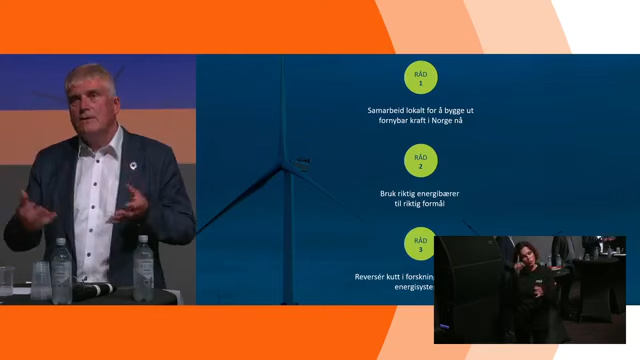 RÅD
1
Samarbeid lokalt for å bygge ut
fornybar kraft i Norge nå
RÅD
2
Bruk riktig energibærer
til riktig formål
RÅD
3
Reversér kutt i forskning